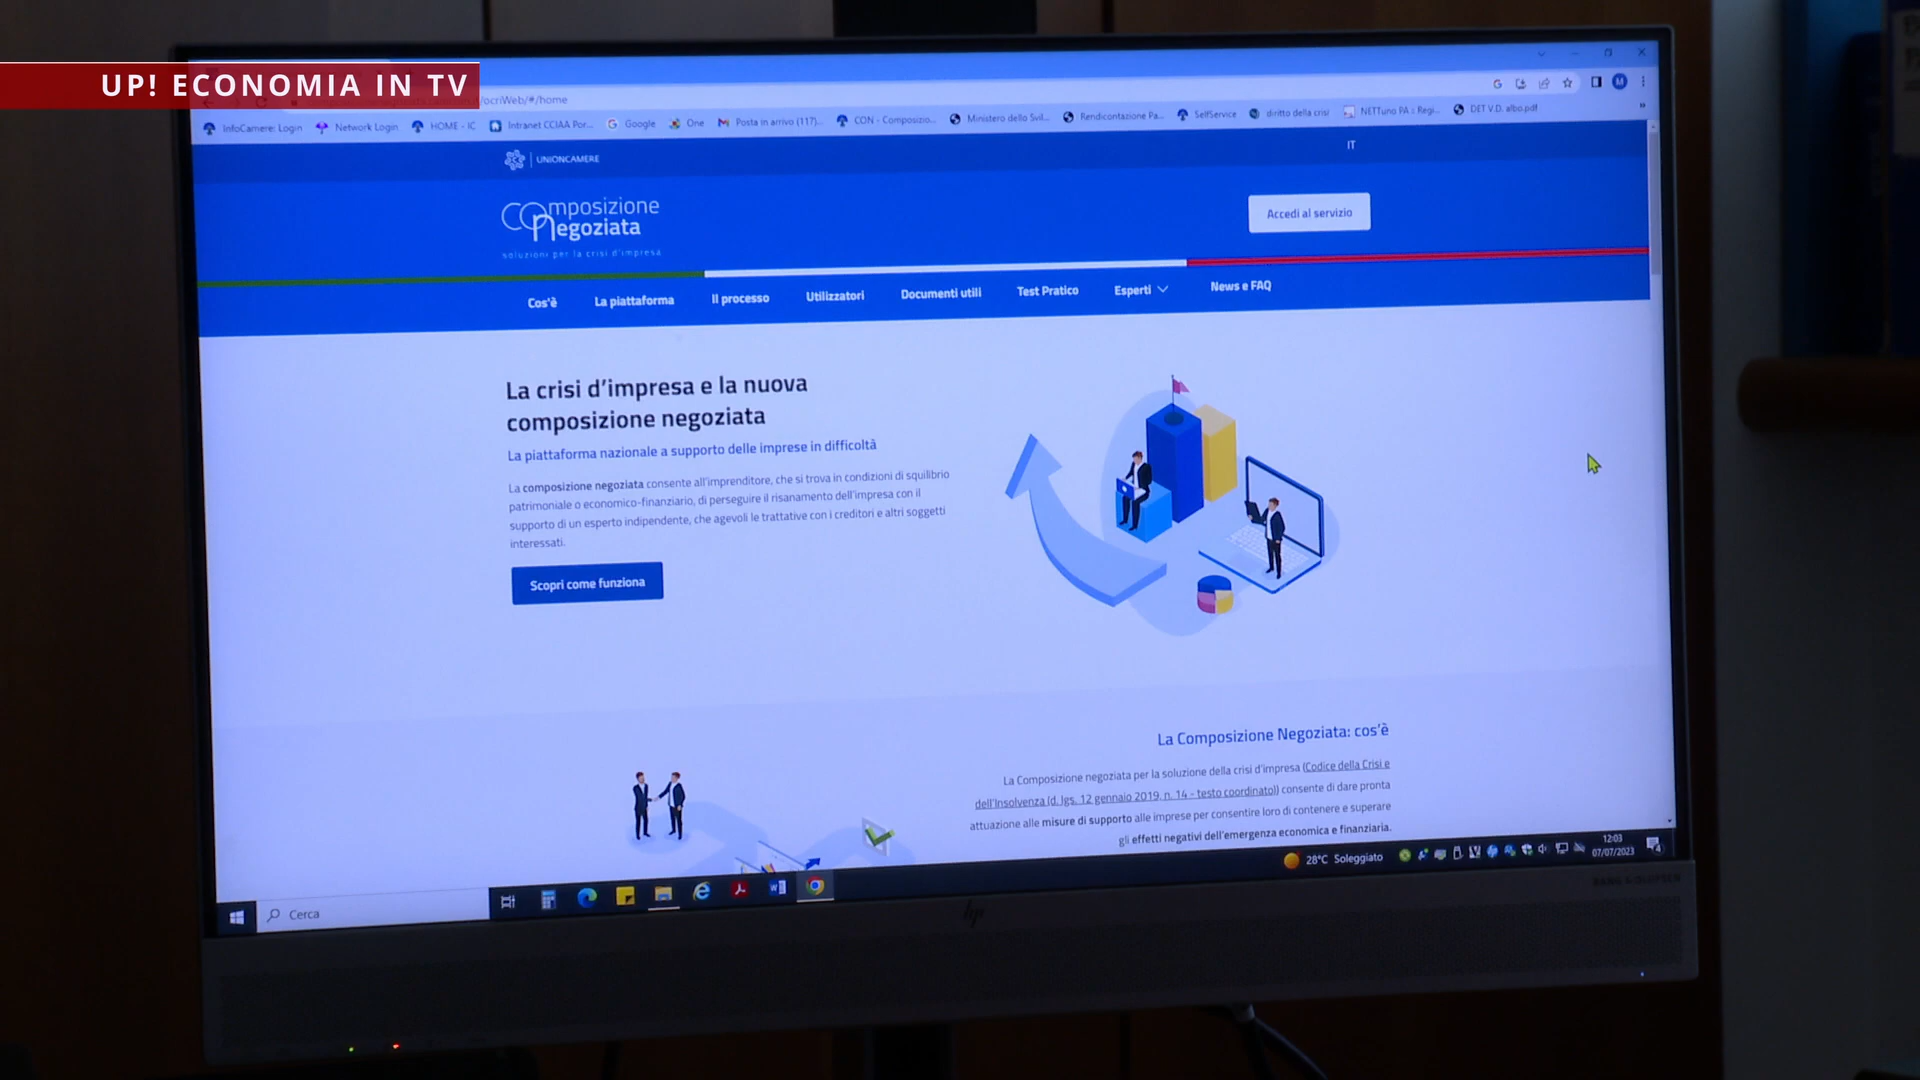 UP! ECONOMIA IN TV
/ocriWeb/#/home
InfoCamere: Login
Network Login
HOME - IC
Intranet CCIAA Por...
Google
One
Posta in arrivo (117)...
CON - Composizio...
Ministero dello Svil...
Rendicontazione Pa...
SelfService
diritto della crisi
NETTuno PA :: Regi...
DET V.D. albo.pdf
UNIONCAMERE
IT
composizione
negoziata
soluzioni per la crisi d'impresa
Accedi al servizio
Cos'è
La piattaforma
Il processo
Utilizzatori
Documenti utili
Test Pratico
Esperti
News e FAQ
La crisi d'impresa e la nuova
composizione negoziata
La piattaforma nazionale a supporto delle imprese in difficoltà
La composizione negoziata consente all'imprenditore, che si trova in condizioni di squilibrio
patrimoniale o economico-finanziario, di perseguire il risanamento dell'impresa con il
supporto di un esperto indipendente, che agevoli le trattative con i creditori e altri soggetti
interessati.
Scopri come funziona
La Composizione Negoziata: cos'è
La Composizione negoziata per la soluzione della crisi d'impresa (Codice della Crisi e
dell'Insolvenza (d. lgs. 12 gennaio 2019, n. 14 - testo coordinato)) consente di dare pronta
attuazione alle misure di supporto alle imprese per consentire loro di contenere e superare
gli effetti negativi dell'emergenza economica e finanziaria.
Cerca
28°C Soleggiato
12:03
07/07/2023
hp
BANG & OLUFSEN